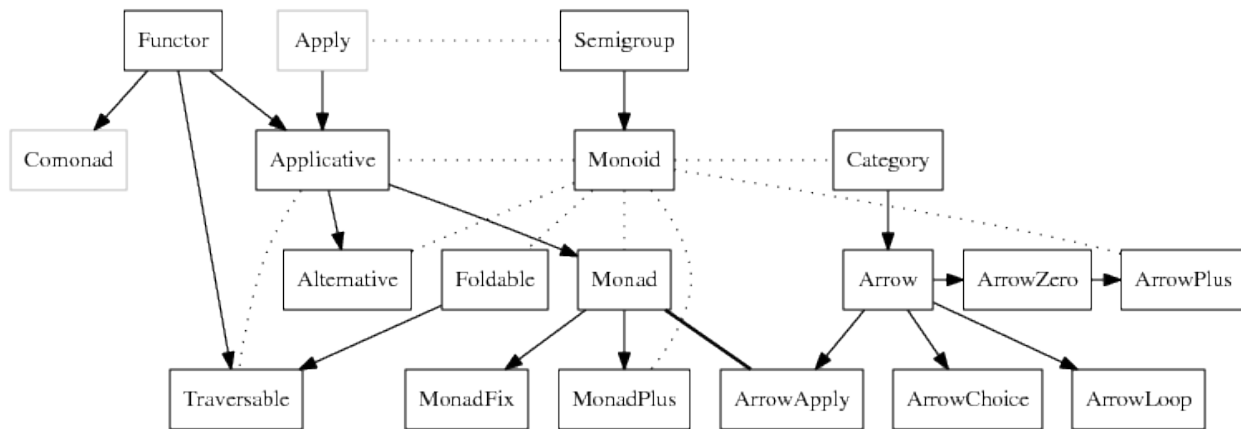 Functor
Apply
Semigroup
Comonad
Applicative
Monoid
Category
Alternative
Foldable
Monad
Arrow
ArrowZero
ArrowPlus
Traversable
MonadFix
MonadPlus
ArrowApply
ArrowChoice
ArrowLoop